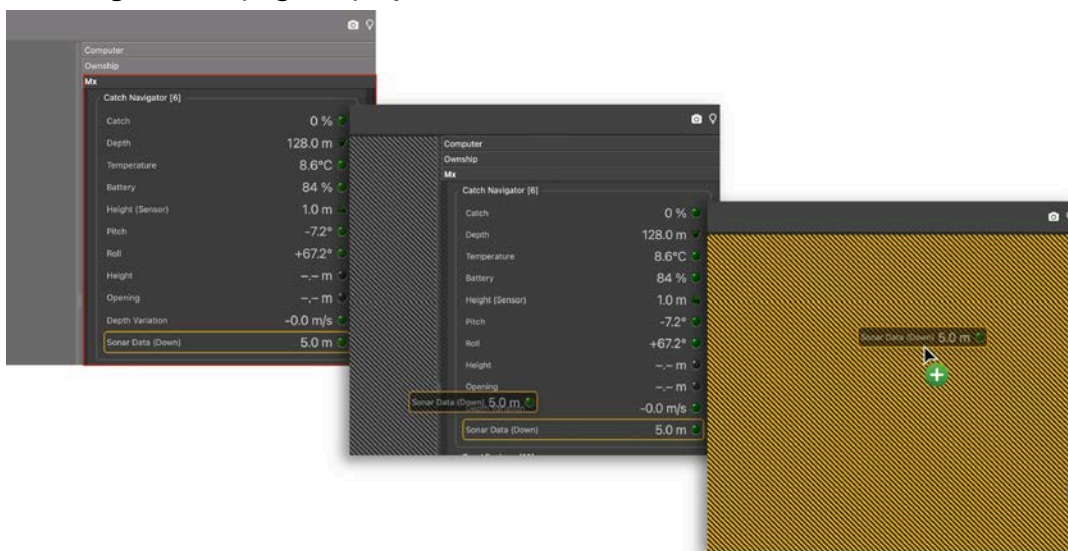 Computer
Ownship
Mx
Catch Navigator [6]
Catch 0 %
Depth 128.0 m
Temperature 8.6°C
Battery 84 %
Height (Sensor) 1.0 m
Pitch -7.2°
Roll +67.2°
Height -.- m
Opening -.- m
Depth Variation -0.0 m/s
Sonar Data (Down) 5.0 m
Computer
Ownship
Mx
Catch Navigator [6]
Catch 0 %
Depth 128.0 m
Temperature 8.6°C
Battery 84 %
Height (Sensor) 1.0 m
Pitch -7.2°
Roll +67.2°
Height -.- m
Opening -.- m
Sonar Data (Down) 5.0 m
-0.0 m/s
Sonar Data (Down) 5.0 m
Sonar Data (Down) 5.0 m